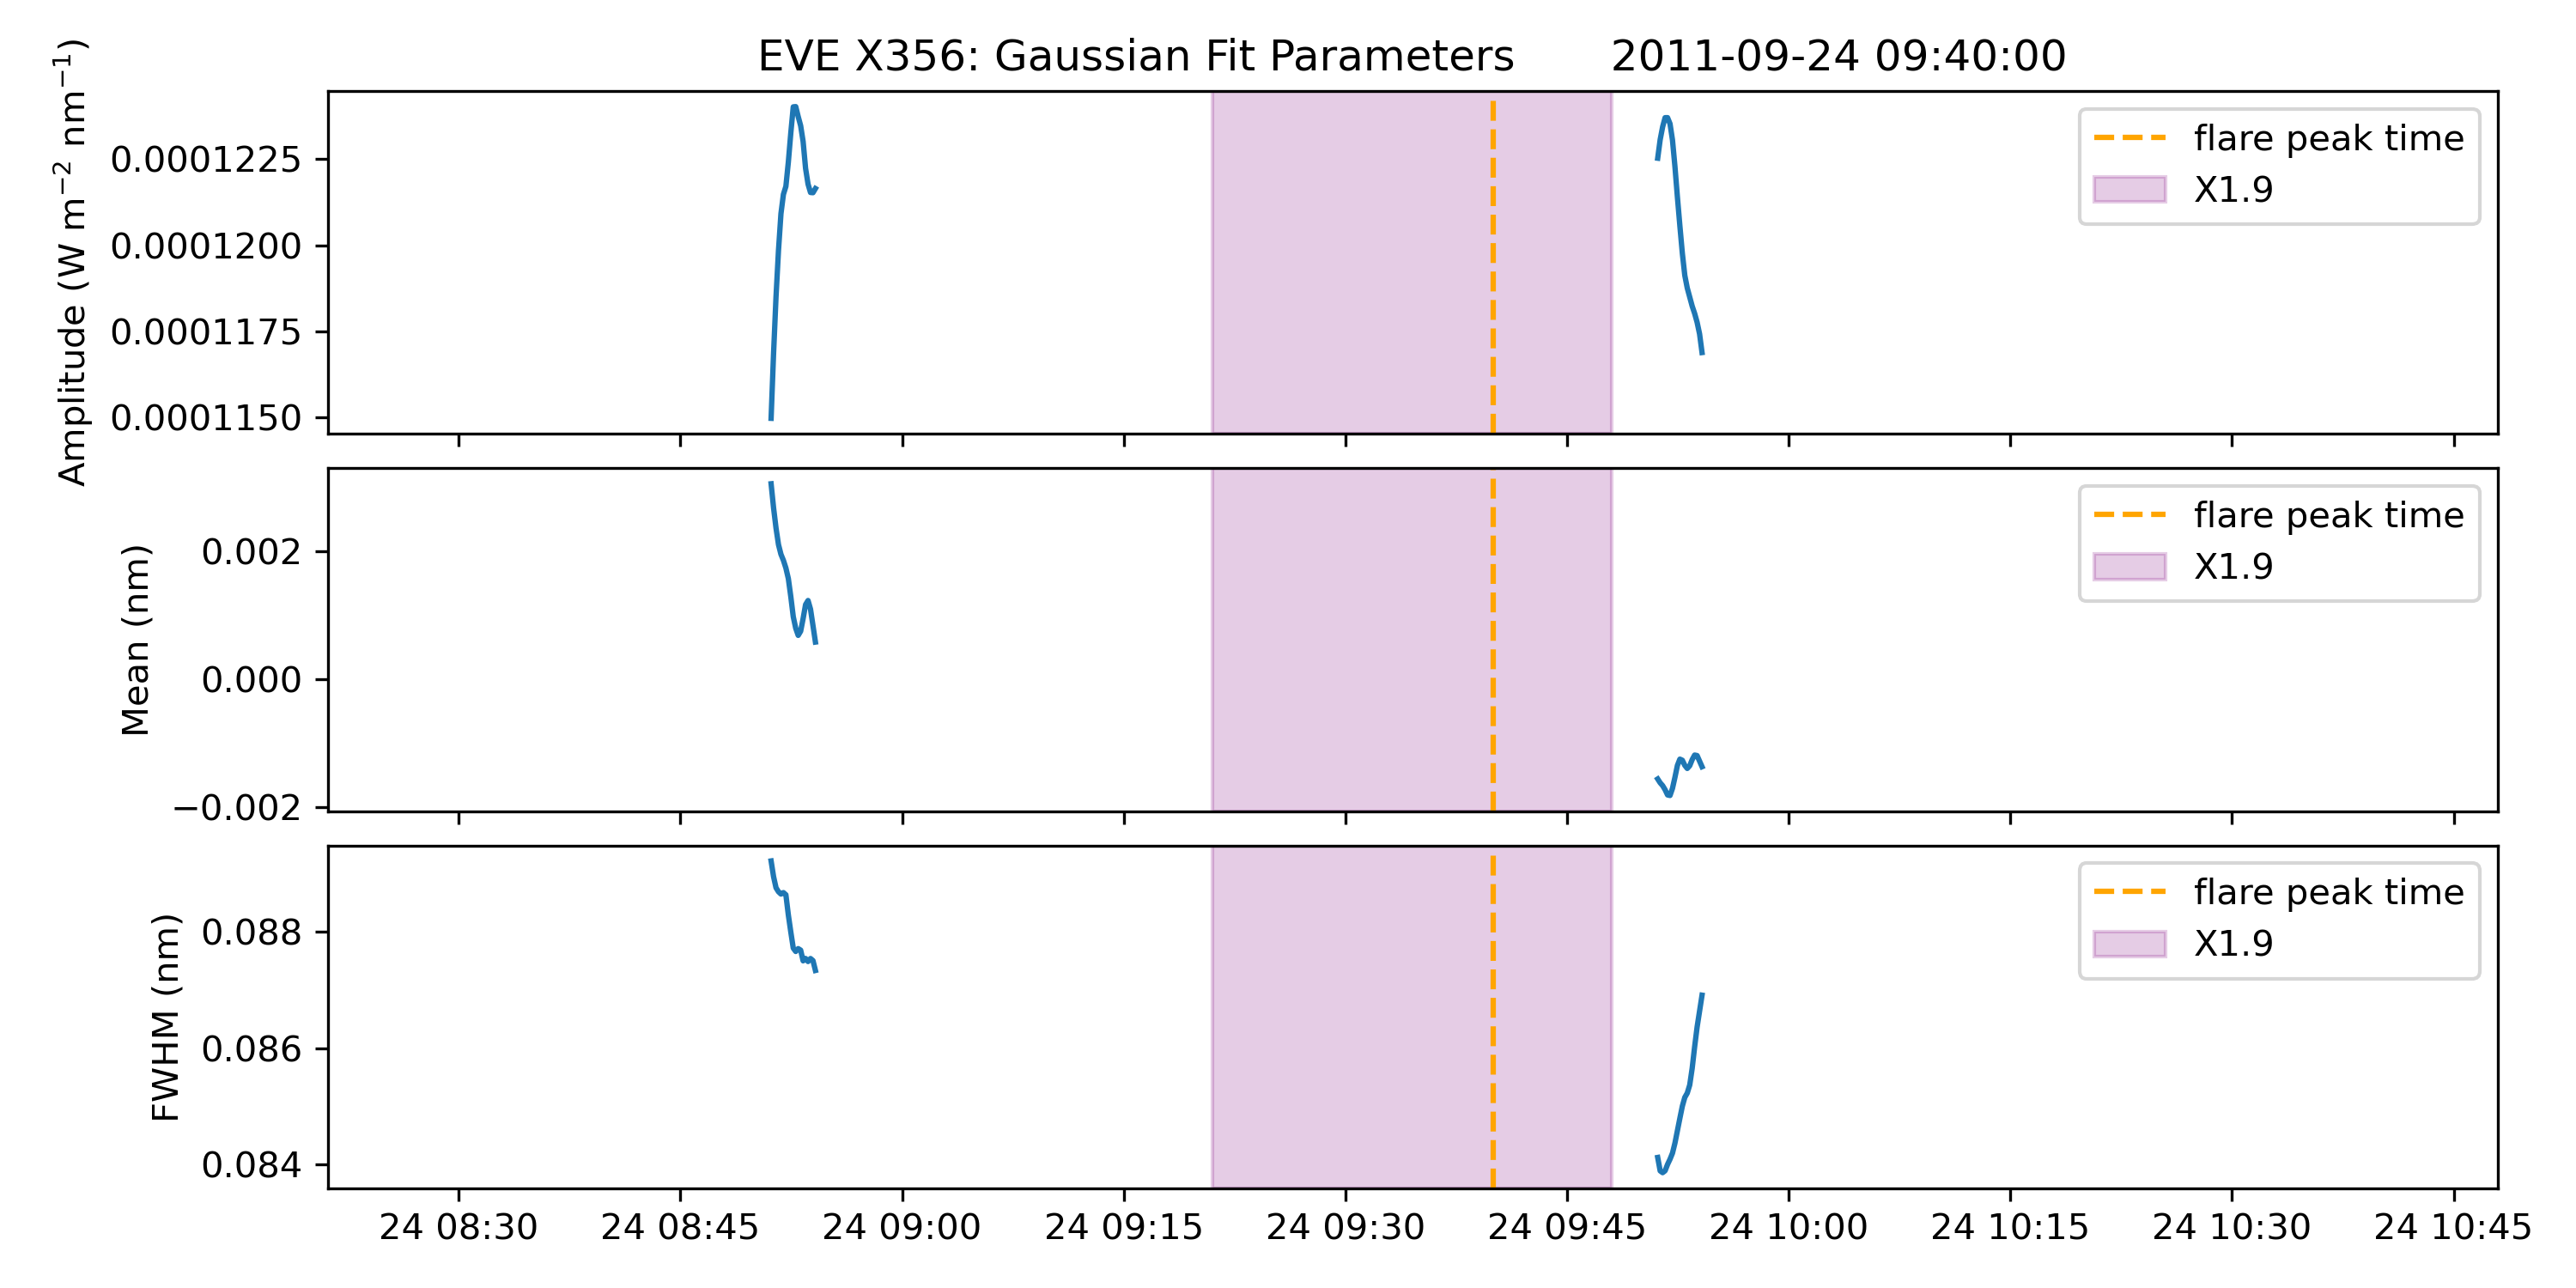 EVE X356: Gaussian Fit Parameters 2011-09-24 09:40:00
Amplitude (W m⁻² nm⁻¹)
0.0001225
0.0001200
0.0001175
0.0001150
flare peak time
X1.9
Mean (nm)
0.002
0.000
−0.002
flare peak time
X1.9
FWHM (nm)
0.088
0.086
0.084
flare peak time
X1.9
24 08:30 24 08:45 24 09:00 24 09:15 24 09:30 24 09:45 24 10:00 24 10:15 24 10:30 24 10:45